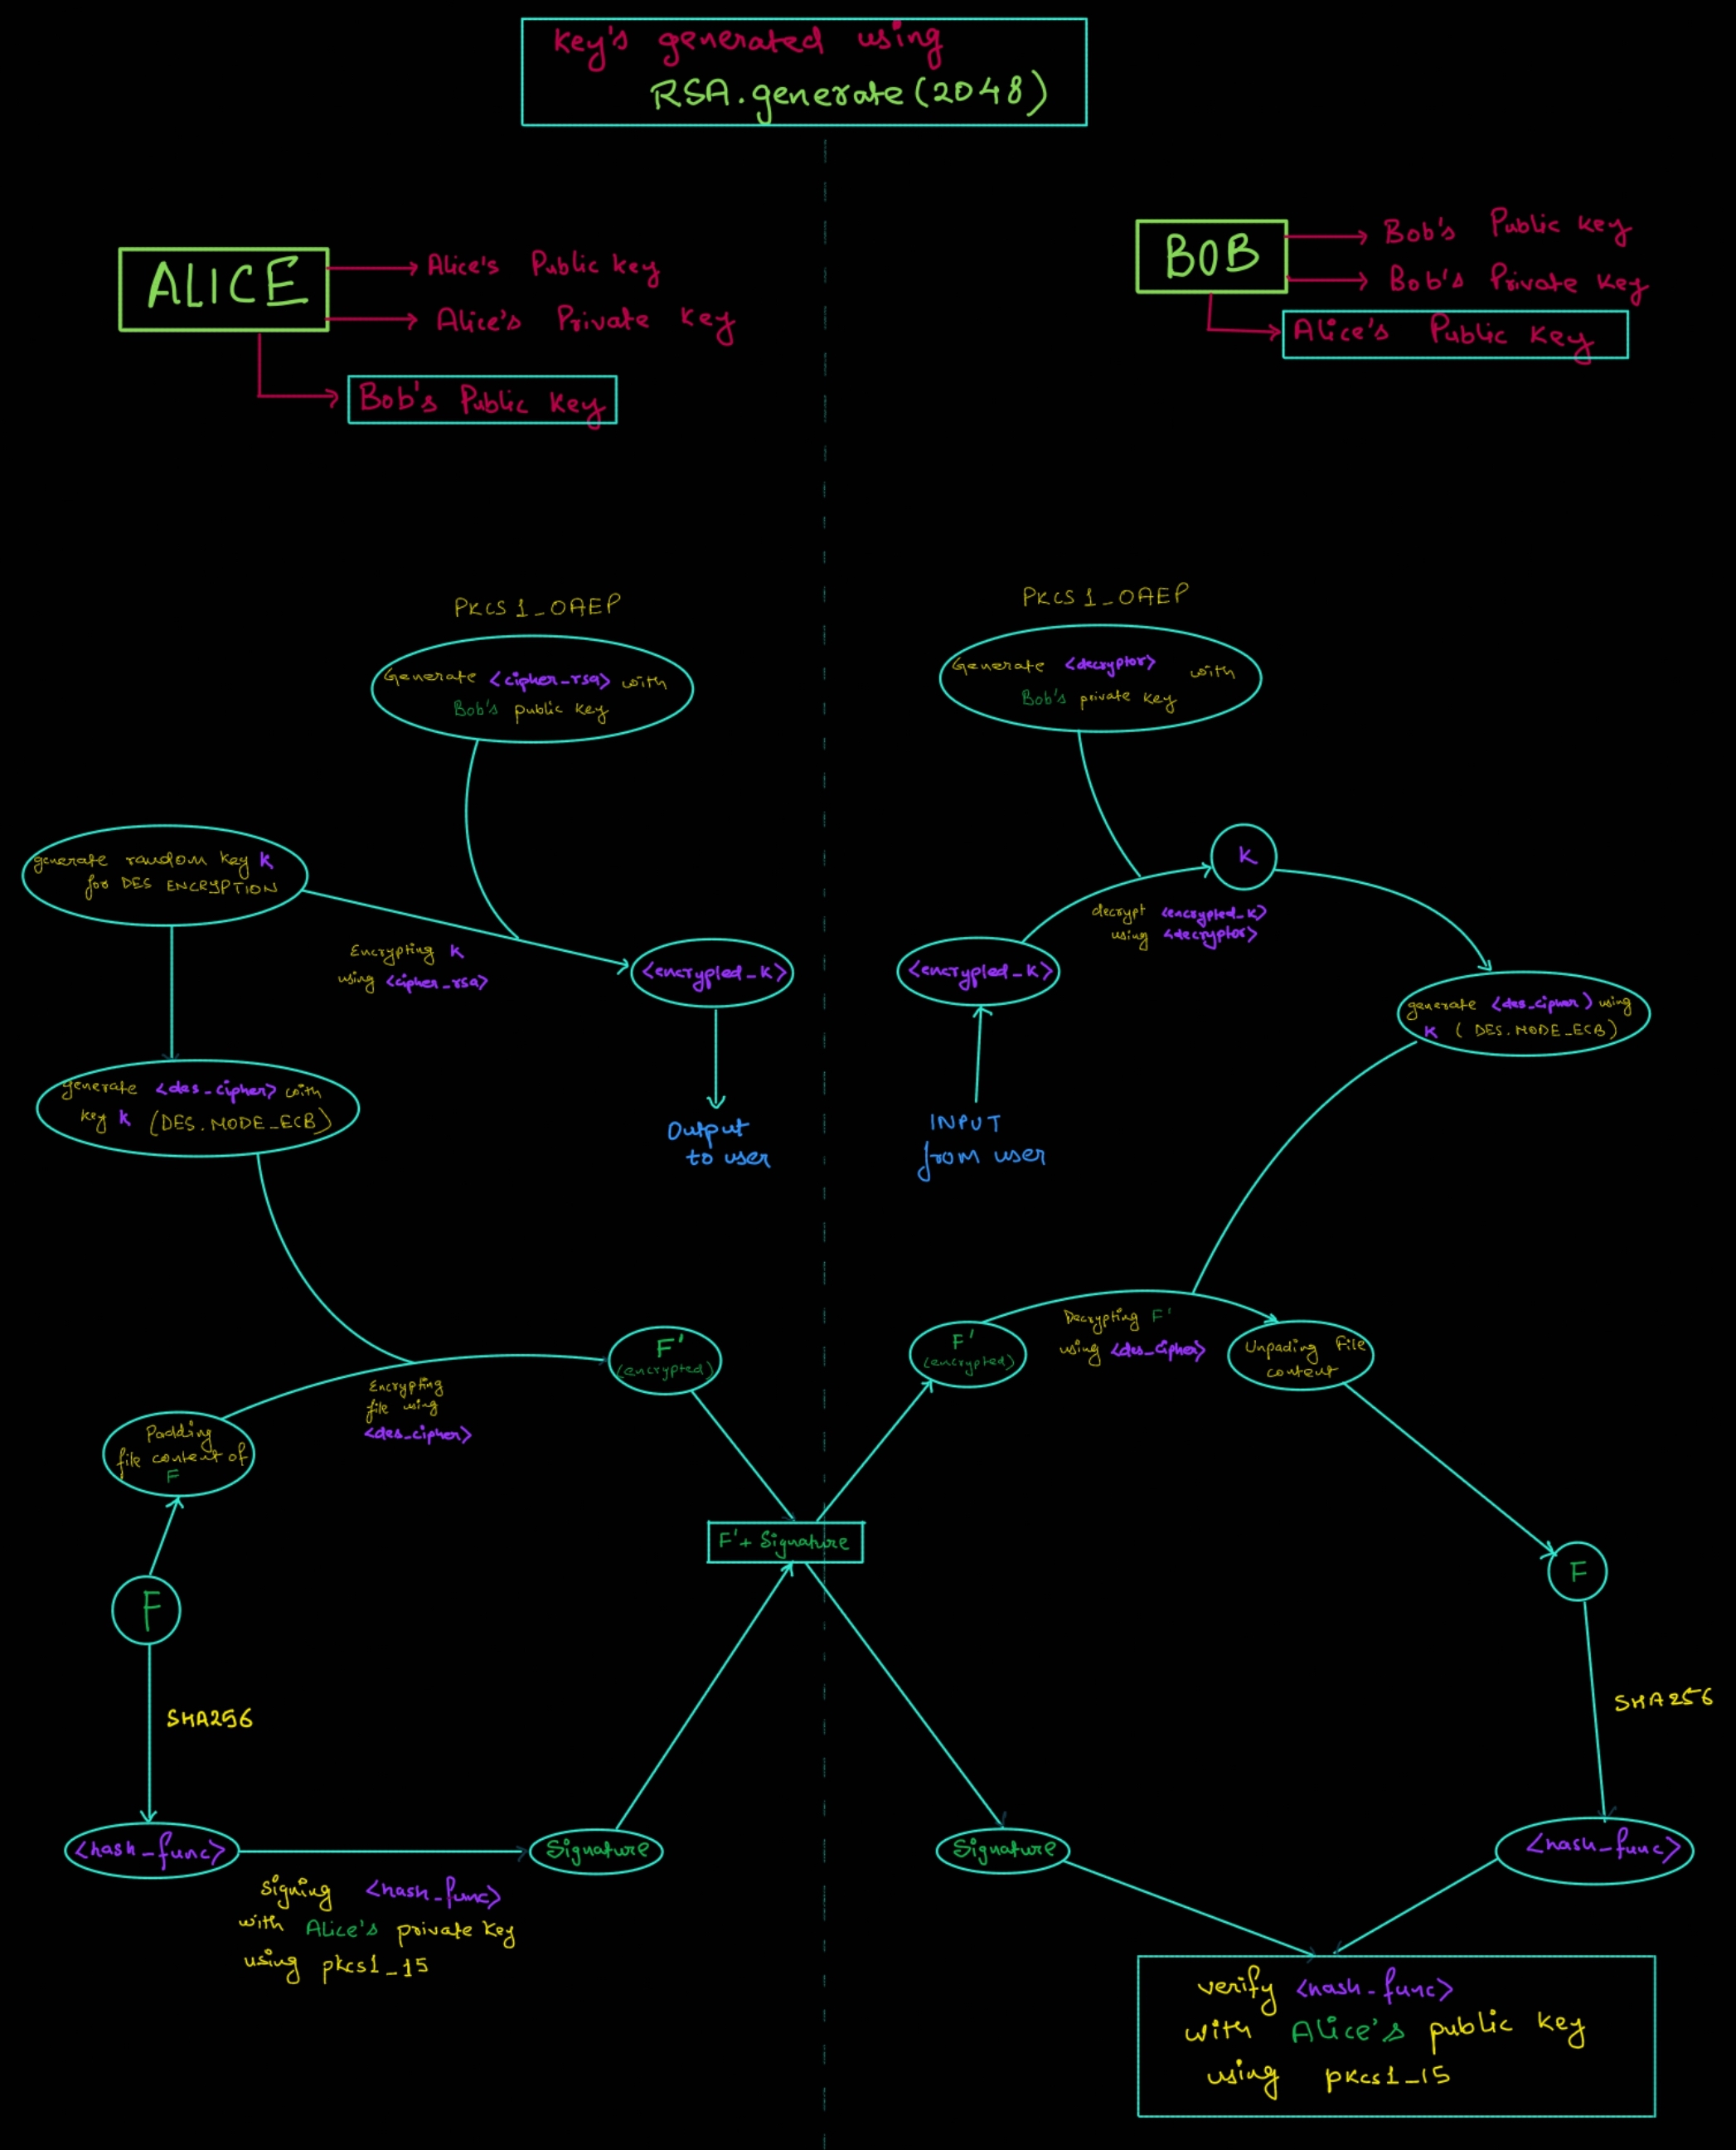 Key's generated using
RSA.generate(2048)
ALICE
Alice's Public key
Alice's Private key
Bob's Public key
BOB
Bob's Public key
Bob's Private key
Alice's Public key
PKCS1_OAEP
Generate <cipher_rsa> with
Bob's public key
generate random key K
for DES ENCRYPTION
Encrypting K
using <cipher_rsa>
<encrypted_K>
Output
to user
generate <des_cipher> with
key K (DES.MODE_ECB)
F'
(encrypted)
Encrypting
file using
<des_cipher>
Padding
file content of
F
F
SHA256
<hash_func>
Signing <hash_func>
with Alice's private key
using pkcs1_15
Signature
F' + Signature
PKCS1_OAEP
Generate <decryptor> with
Bob's private key
K
decrypt <encrypted_K>
using <decryptor>
<encrypted_K>
INPUT
from user
generate <des_cipher> using
K (DES.MODE_ECB)
F'
(encrypted)
Decrypting F'
using <des_cipher>
Unpading File
content
F
SHA256
<hash_func>
Signature
verify <hash_func>
with Alice's public key
using pkcs1_15